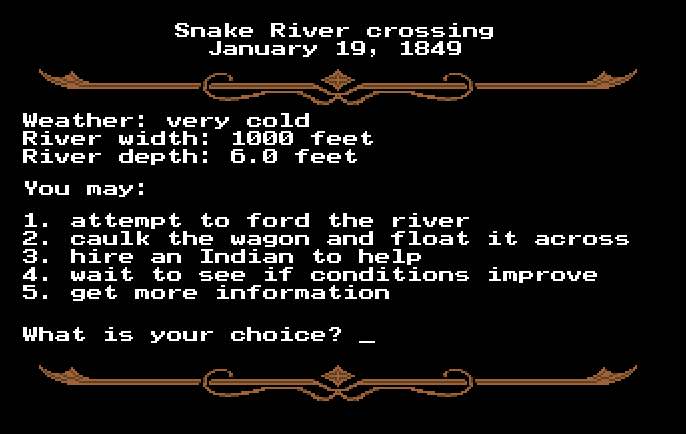 Snake River crossing
January 19, 1849
Weather: very cold
River width: 1000 feet
River depth: 6.0 feet
You may:
1. attempt to ford the river
2. caulk the wagon and float it across
3. hire an Indian to help
4. wait to see if conditions improve
5. get more information
What is your choice? _